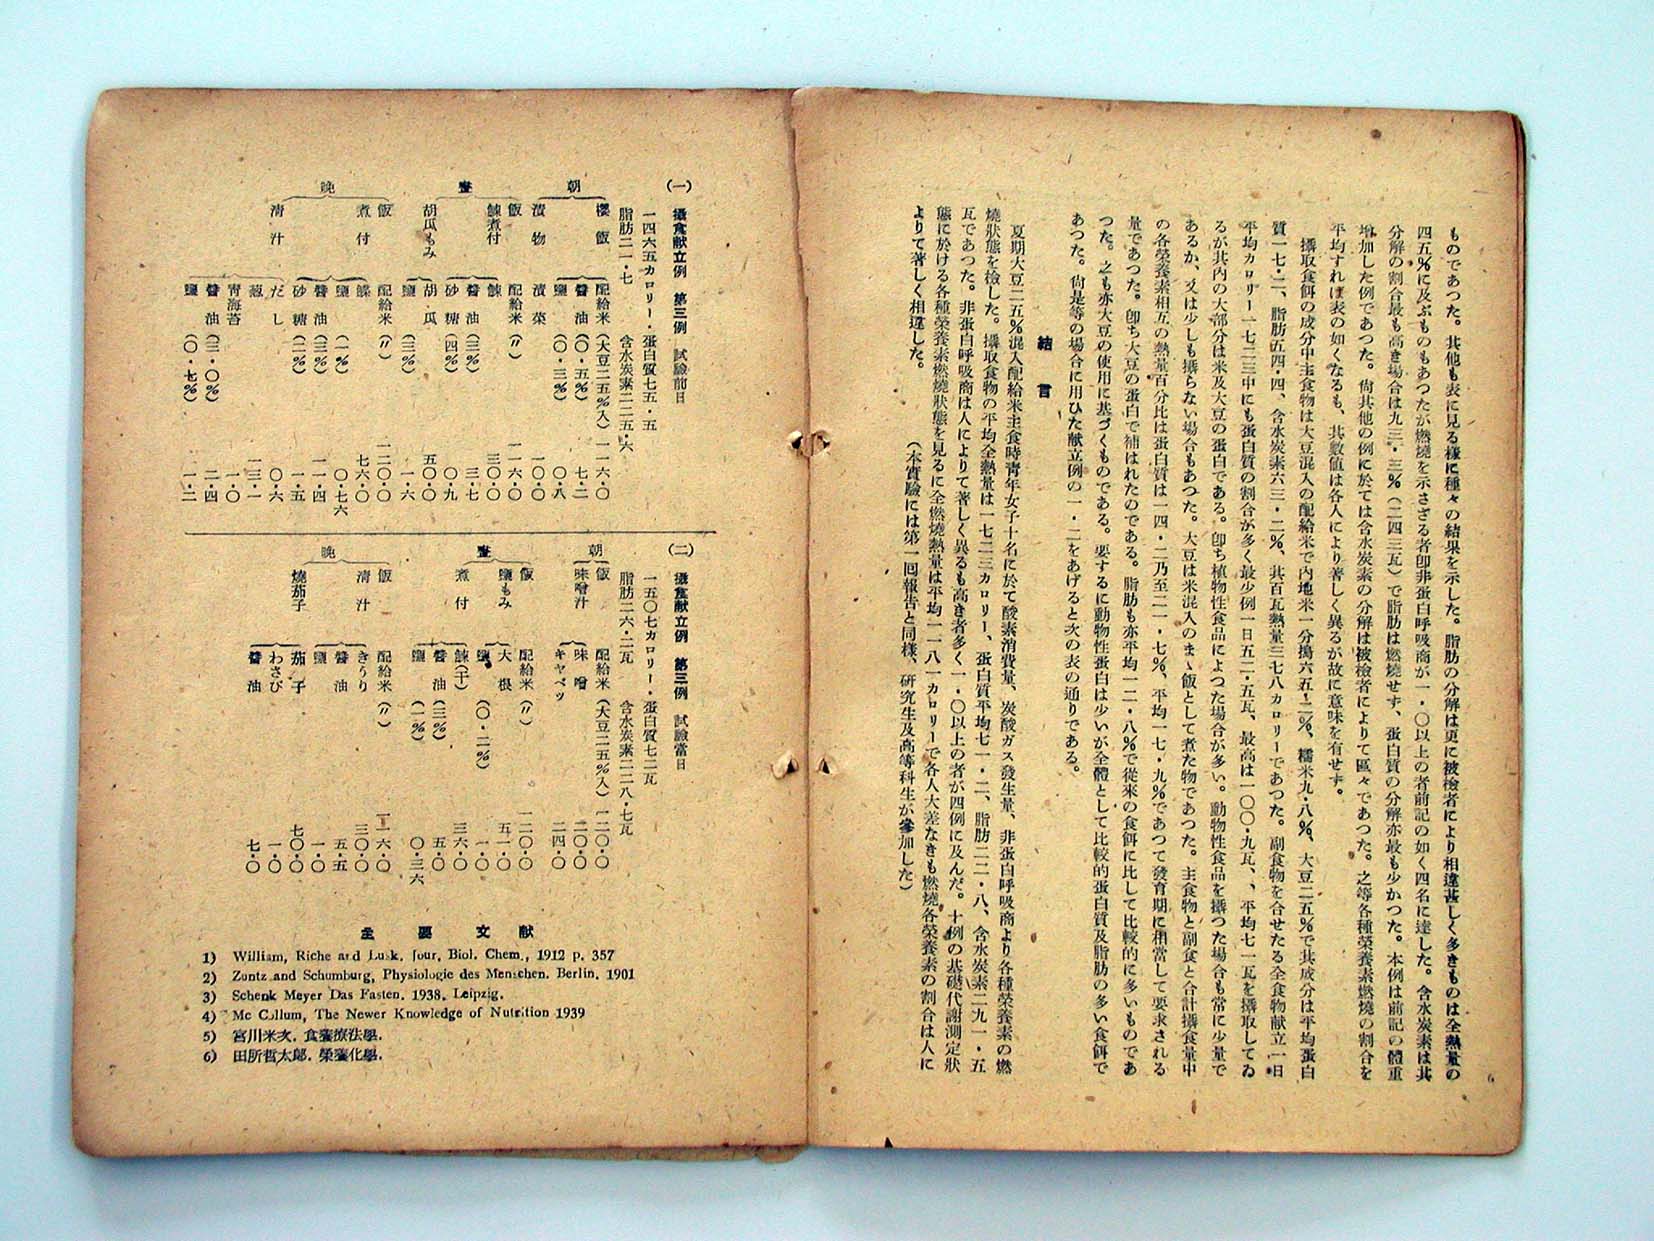 ものであつた。其他も表に見る樣に種々の結果を示した。脂肪の分解は更に被檢者により相違甚しく多きものは全熱量の
四五％に及ぶものもあつたが燃燒を示さざる者卽非蛋白呼吸商が一・〇以上の者前記の如く四名に達した。含水炭素は其
分解の割合最も高き場合は九三・三％（二四三瓦）で脂肪は燃燒せず、蛋白質の分解亦最も少かつた。本例は前記の體重
增加した例であつた。尙其他の例に於ては含水炭素の分解は被檢者によりて區々であつた。之等各種榮養素燃燒の割合を
平均すれば表の如くなるも、其數値は各人により著しく異るが故に意味を有せず。
攝取食餌の成分中主食物は大豆混入の配給米で內地米一分搗六五・二％、糯米九・八％、大豆二五％で其成分は平均蛋白
質一七・二、脂肪五四・四、含水炭素六三・二％、其百瓦熱量三七八カロリーであつた。副食物を合せたる全食物献立一日
平均カロリー一七二三中にも蛋白質の割合が多く最少例一日五二・五瓦、最高は一〇〇・九瓦、、平均七一瓦を攝取してゐ
るが其內の大部分は米及大豆の蛋白である。卽ち植物性食品によつた場合が多い。動物性食品を攝つた場合も常に少量で
あるか、又は少しも攝らない場合もあつた。大豆は米混入のまゝ飯として煮た物であつた。主食物と副食と合計攝食量中
の各榮養素相互の熱量百分比は蛋白質は一四・二乃至二一・七％、平均一七・九％であつて發育期に相當して要求される
量であつた。卽ち大豆の蛋白で補はれたのである。脂肪も亦平均一二・八％で從來の食餌に比して比較的に多いものであ
つた。之も亦大豆の使用に基づくものである。要するに動物性蛋白は少いが全體として比較的蛋白質及脂肪の多い食餌で
あつた。尙是等の場合に用ひた献立例の一・二をあげると次の表の通りである。
結言
夏期大豆二五％混入配給米主食時靑年女子十名に於て酸素消費量、炭酸ガス發生量、非蛋白呼吸商より各種榮養素の燃
燒狀態を檢した。攝取食物の平均全熱量は一七二三カロリー、蛋白質平均七一・二、脂肪二二・八、含水炭素二九一・五
瓦であつた。非蛋白呼吸商は人によりて著しく異るも高き者多く一・〇以上の者が四例に及んだ。十例の基礎代謝測定狀
態に於ける各種榮養素燃燒狀態を見るに全燃燒熱量は平均一一八一カロリーで各人大差なきも燃燒各榮養素の割合は人に
よりて著しく相違した。
（本實驗には第一回報告と同樣、硏究生及高等科生が參加した）
6
（一）　攝食献立例　第三例　試驗前日
一四六五カロリー・蛋白質七五・五
脂肪二一・七　含水炭素二二五・六
朝
櫻飯　配給米（大豆二五％入）　一一六・〇
醬油（〇・五％）　七・二
鹽（〇・三％）　〇・八
漬物　漬菜　一〇・〇
晝
飯　配給米（〃）　一一六・〇
鰊煮付　鰊　三〇・〇
醬油（三％）　三・七
砂糖（四％）　〇・九
胡瓜もみ　胡瓜　五〇・〇
鹽（三％）　一・六
晩
飯　配給米（〃）　一二〇・〇
煮付　鰈　七六・〇
鹽（一％）　〇・七六
醬油（三％）　一一・四
砂糖（二％）　一・五
清汁　だし　〇・六
葱　一三・一
靑海苔　一・〇
醬油（三・〇％）　二・四
鹽（〇・七％）　一・二
（二）　攝食献立例　第三例　試驗當日
一五〇七カロリー・蛋白質七二瓦
脂肪二六・二瓦　含水炭素二二八・七瓦
朝
飯　配給米（大豆二五％入）　一二〇・〇
味噌汁　味噌　二〇・〇
キャベツ　二四・〇
晝
飯　配給米（〃）　一二〇・〇
鹽もみ　大根　五一・〇
鹽（〇・二％）　一・〇
煮付　鰊（干）　三六・〇
醬油（三％）　五・〇
鹽（一％）　〇・三六
晩
飯　配給米（〃）　一一六・〇
清汁　きうり　三〇・〇
醬油　五・五
鹽　一・〇
燒茄子　茄子　七〇・〇
わさび　一・〇
醬油　七・〇
主要文献
1) William, Riche and Lusk. Jour, Biol. Chem., 1912 p. 357
2) Zuntz and Schumburg, Physiologie des Menschen. Berlin. 1901
3) Schenk Meyer Das Fasten. 1938. Leipzig.
4) Mc Collum, The Newer Knowledge of Nutrition 1939
5) 宮川米次. 食養療法學.
6) 田所哲太郎. 榮養化學.